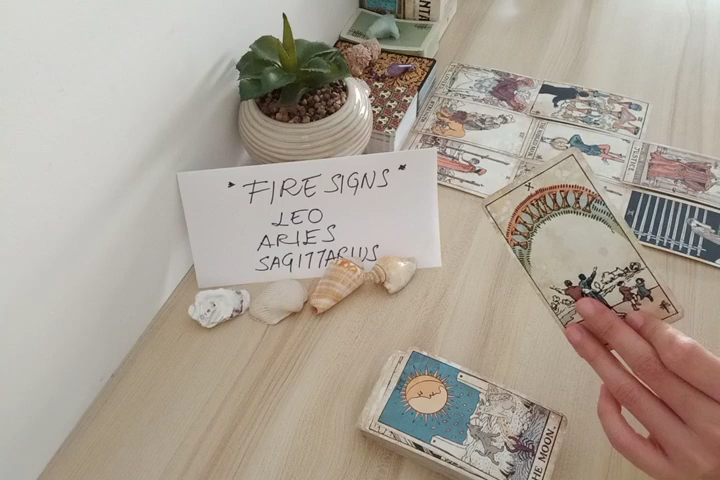 FIRE SIGNS
LEO
ARIES
SAGITTARIUS
X
THE MOON.